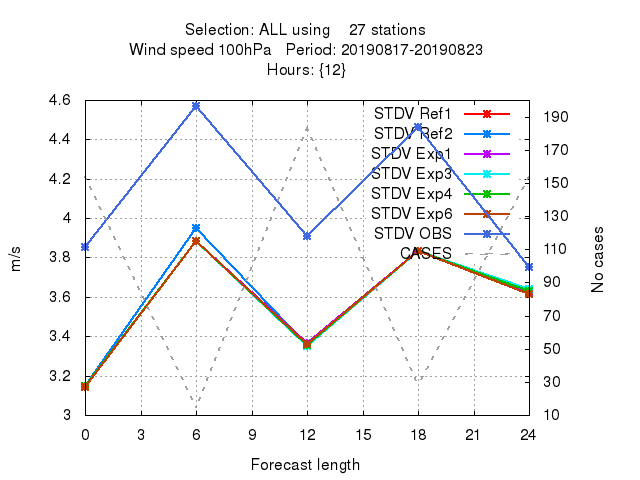 Selection: ALL using 27 stations
Wind speed 100hPa Period: 20190817-20190823
Hours: {12}
4.6
4.4
4.2
4
3.8
3.6
3.4
3.2
3
m/s
190
170
150
130
110
90
70
50
30
10
No cases
STDV Ref1
STDV Ref2
STDV Exp1
STDV Exp3
STDV Exp4
STDV Exp6
STDV OBS
CASES
0 3 6 9 12 15 18 21 24
Forecast length